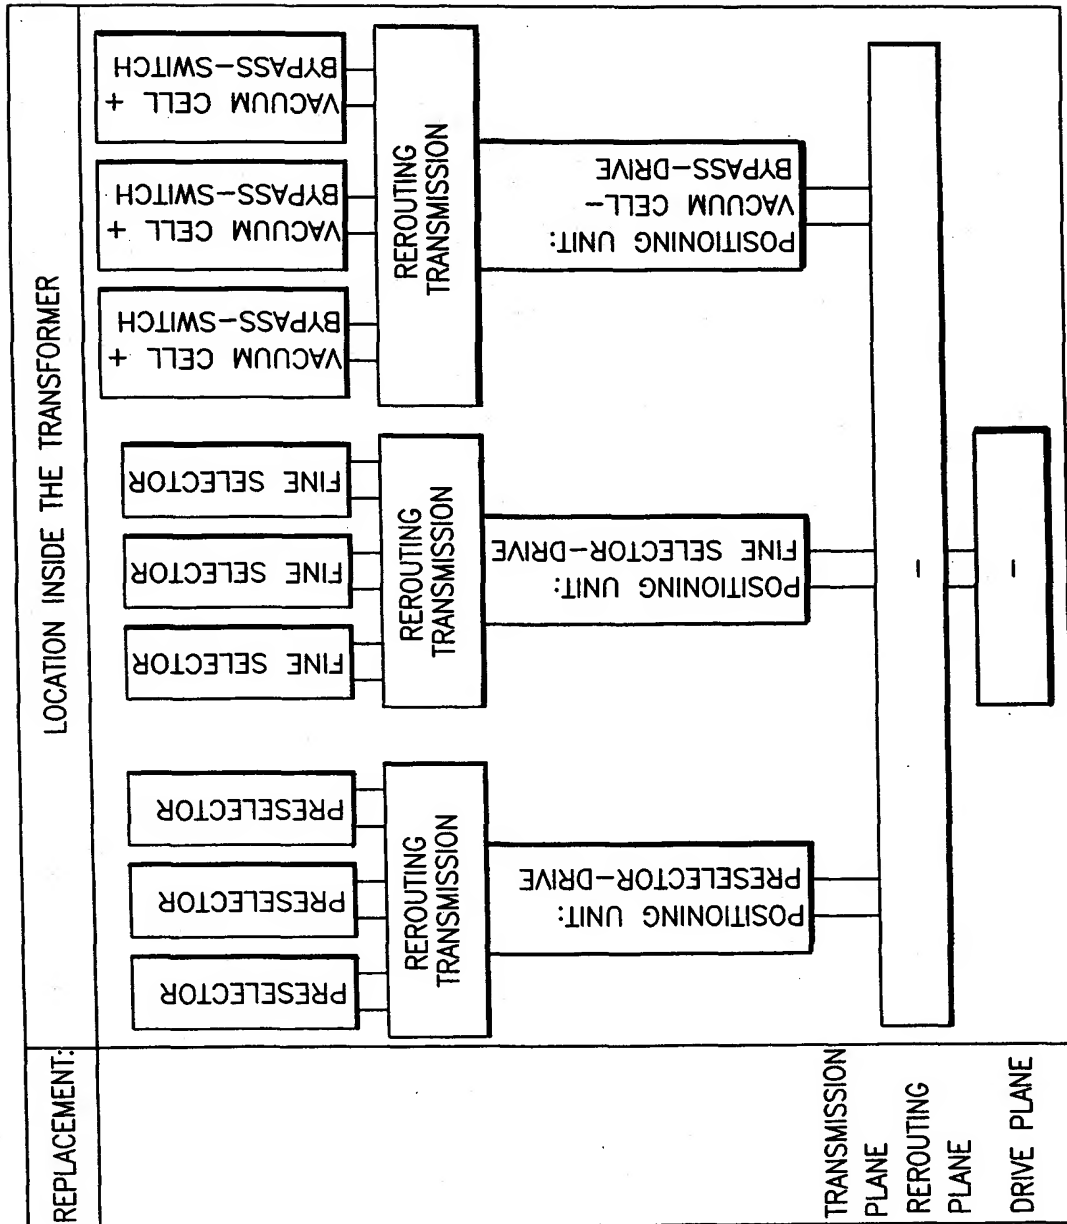 REPLACEMENT:
LOCATION INSIDE THE TRANSFORMER
PRESELECTOR
PRESELECTOR
PRESELECTOR
FINE SELECTOR
FINE SELECTOR
FINE SELECTOR
VACUUM CELL +
BYPASS-SWITCH
VACUUM CELL +
BYPASS-SWITCH
VACUUM CELL +
BYPASS-SWITCH
REROUTING
TRANSMISSION
REROUTING
TRANSMISSION
REROUTING
TRANSMISSION
POSITIONING UNIT:
PRESELECTOR-DRIVE
POSITIONING UNIT:
FINE SELECTOR-DRIVE
POSITIONING UNIT:
VACUUM CELL-
BYPASS-DRIVE
TRANSMISSION
PLANE
REROUTING
PLANE
-
DRIVE PLANE
-